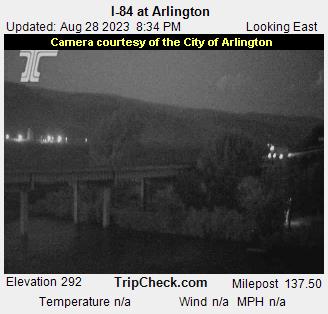 I-84 at Arlington
Updated: Aug 28 2023 8:34 PM Looking East
Camera courtesy of the City of Arlington
Elevation 292 TripCheck.com Milepost 137.50
Temperature n/a Wind n/a MPH n/a